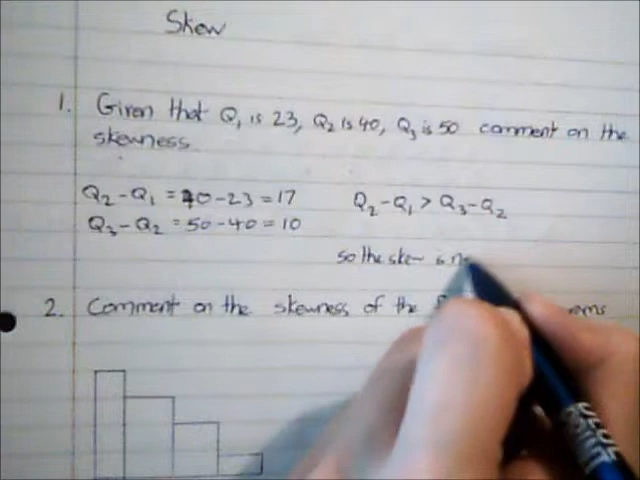 Skew
1. Given that Q₁ is 23, Q₂ is 40, Q₃ is 50 comment on the
skewness.
Q₂-Q₁ = 40-23 = 17
Q₃-Q₂ = 50-40 = 10
Q₂-Q₁ > Q₃-Q₂
so the skew is
2. Comment on the skewness of the